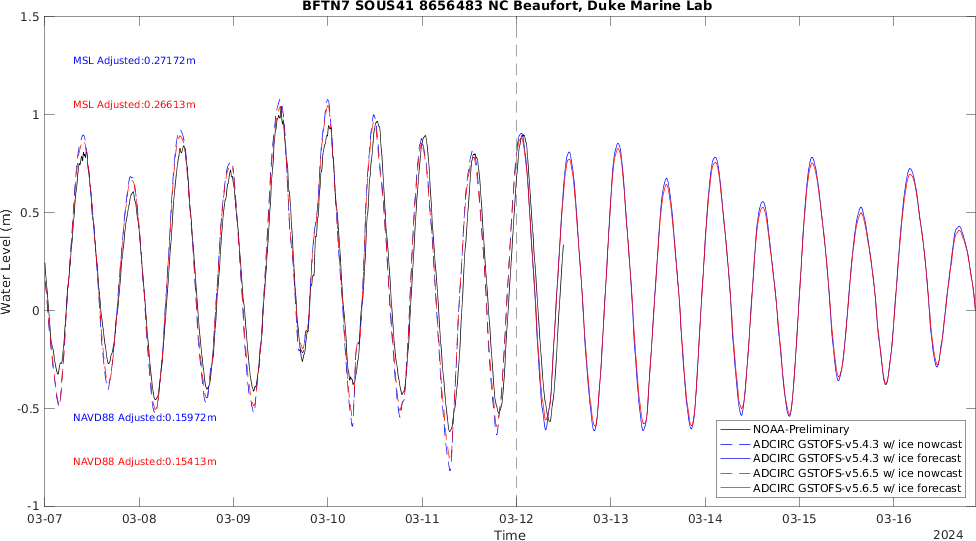 BFTN7 SOUS41 8656483 NC Beaufort, Duke Marine Lab
1.5
1
0.5
0
-0.5
-1
Water Level (m)
MSL Adjusted:0.27172m
MSL Adjusted:0.26613m
NAVD88 Adjusted:0.15972m
NAVD88 Adjusted:0.15413m
NOAA-Preliminary
ADCIRC GSTOFS-v5.4.3 w/ ice nowcast
ADCIRC GSTOFS-v5.4.3 w/ ice forecast
ADCIRC GSTOFS-v5.6.5 w/ ice nowcast
ADCIRC GSTOFS-v5.6.5 w/ ice forecast
03-07 03-08 03-09 03-10 03-11 03-12 03-13 03-14 03-15 03-16
Time
2024